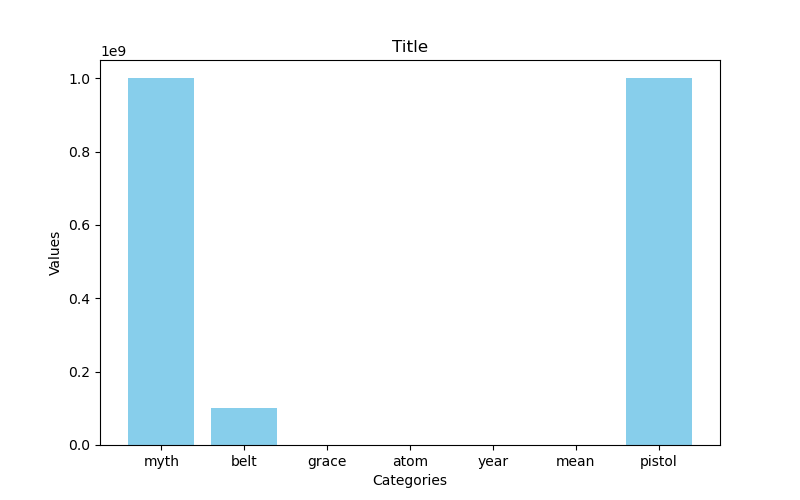 Title
1e9
1.0
0.8
0.6
0.4
0.2
0.0
Values
myth belt grace atom year mean pistol
Categories